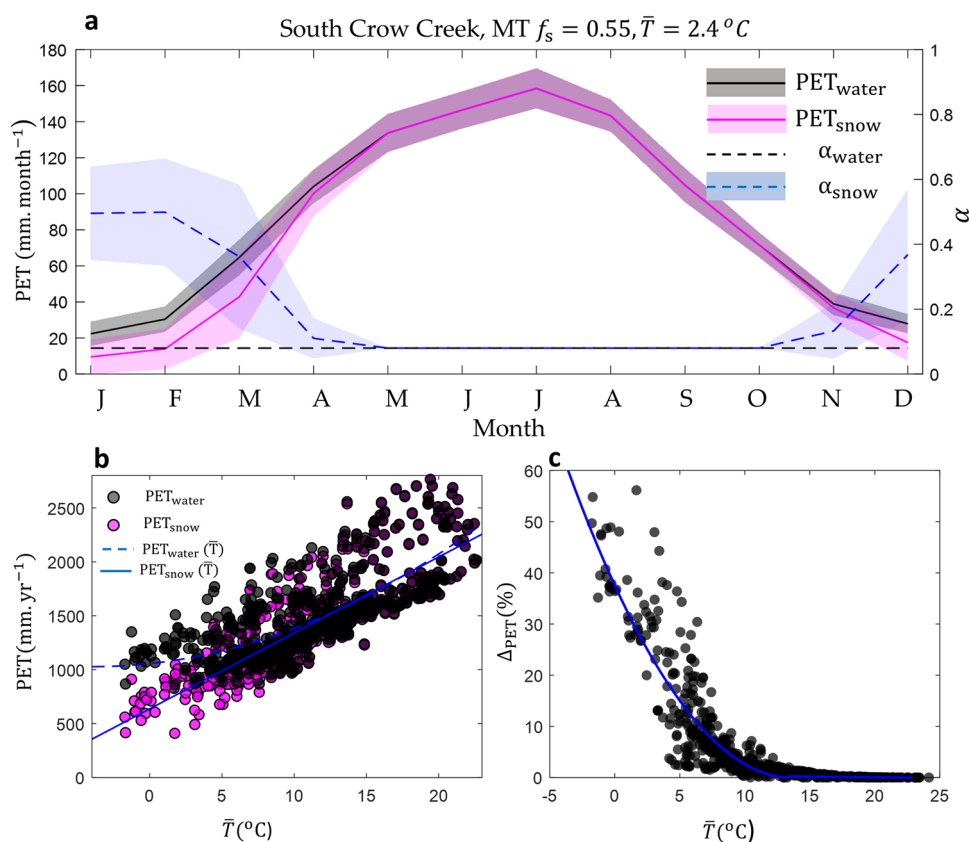 a
South Crow Creek, MT fₛ = 0.55, T̄ = 2.4 °C
180
160
140
120
100
80
60
40
20
0
PET (mm. month⁻¹)
1
0.8
0.6
0.4
0.2
0
α
PET_water
PET_snow
α_water
α_snow
J F M A M J J A S O N D
Month
b
PET_water
PET_snow
PET_water (T̄)
PET_snow (T̄)
2500
2000
1500
1000
500
0
PET(mm. yr⁻¹)
0 5 10 15 20
T̄(°C)
c
60
50
40
30
20
10
0
Δ_PET(%)
-5 0 5 10 15 20 25
T̄(°C)